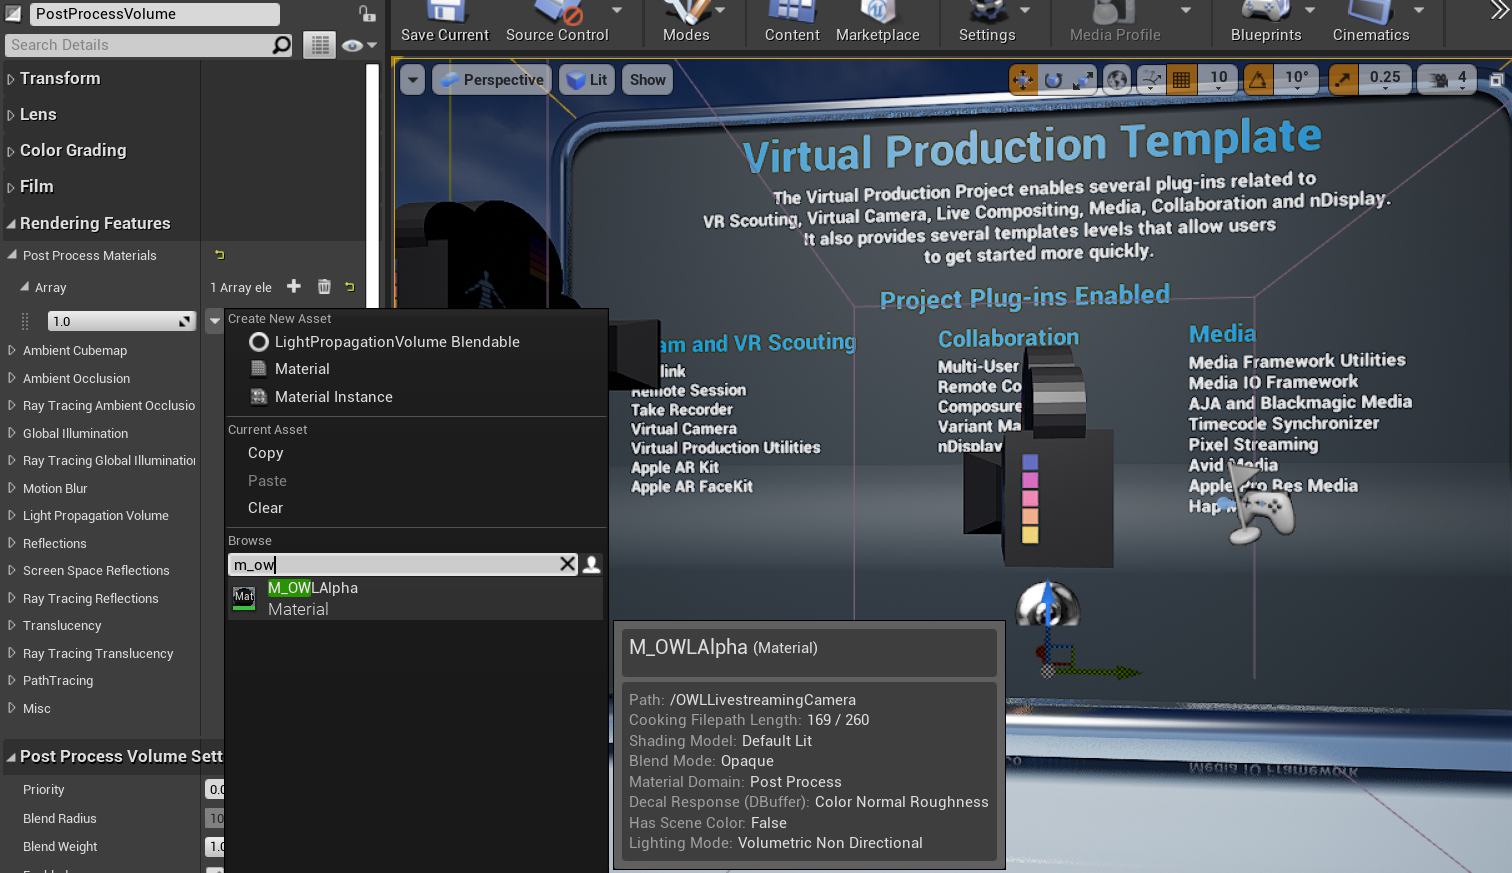 PostProcessVolume
Search Details
Transform
Lens
Color Grading
Film
Rendering Features
Post Process Materials
Array
1 Array ele
1.0
Ambient Cubemap
Ambient Occlusion
Ray Tracing Ambient Occlusio
Global Illumination
Ray Tracing Global Illumination
Motion Blur
Light Propagation Volume
Reflections
Screen Space Reflections
Ray Tracing Reflections
Translucency
Ray Tracing Translucency
PathTracing
Misc
Post Process Volume Sett
Priority
0.0
Blend Radius
10
Blend Weight
1.0
Create New Asset
LightPropagationVolume Blendable
Material
Material Instance
Current Asset
Copy
Paste
Clear
Browse
m_ow
Mat
M_OWLAlpha
Material
M_OWLAlpha (Material)
Path: /OWLLivestreamingCamera
Cooking Filepath Length: 169 / 260
Shading Model: Default Lit
Blend Mode: Opaque
Material Domain: Post Process
Decal Response (DBuffer): Color Normal Roughness
Has Scene Color: False
Lighting Mode: Volumetric Non Directional
Save Current
Source Control
Modes
Content
Marketplace
Settings
Media Profile
Blueprints
Cinematics
Perspective
Lit
Show
10
10°
0.25
4
Virtual Production Template
The Virtual Production Project enables several plug-ins related to
VR Scouting, Virtual Camera, Live Compositing, Media, Collaboration and nDisplay.
It also provides several templates levels that allow users
to get started more quickly.
Project Plug-ins Enabled
am and VR Scouting
link
Remote Session
Take Recorder
Virtual Camera
Virtual Production Utilities
Apple AR Kit
Apple AR FaceKit
Collaboration
Multi-User
Remote Co
Composure
Variant Ma
nDisplay
Media
Media Framework Utilities
Media IO Framework
AJA and Blackmagic Media
Timecode Synchronizer
Pixel Streaming
Avid Media
Apple Pro Res Media
Hap
Media IO Framework